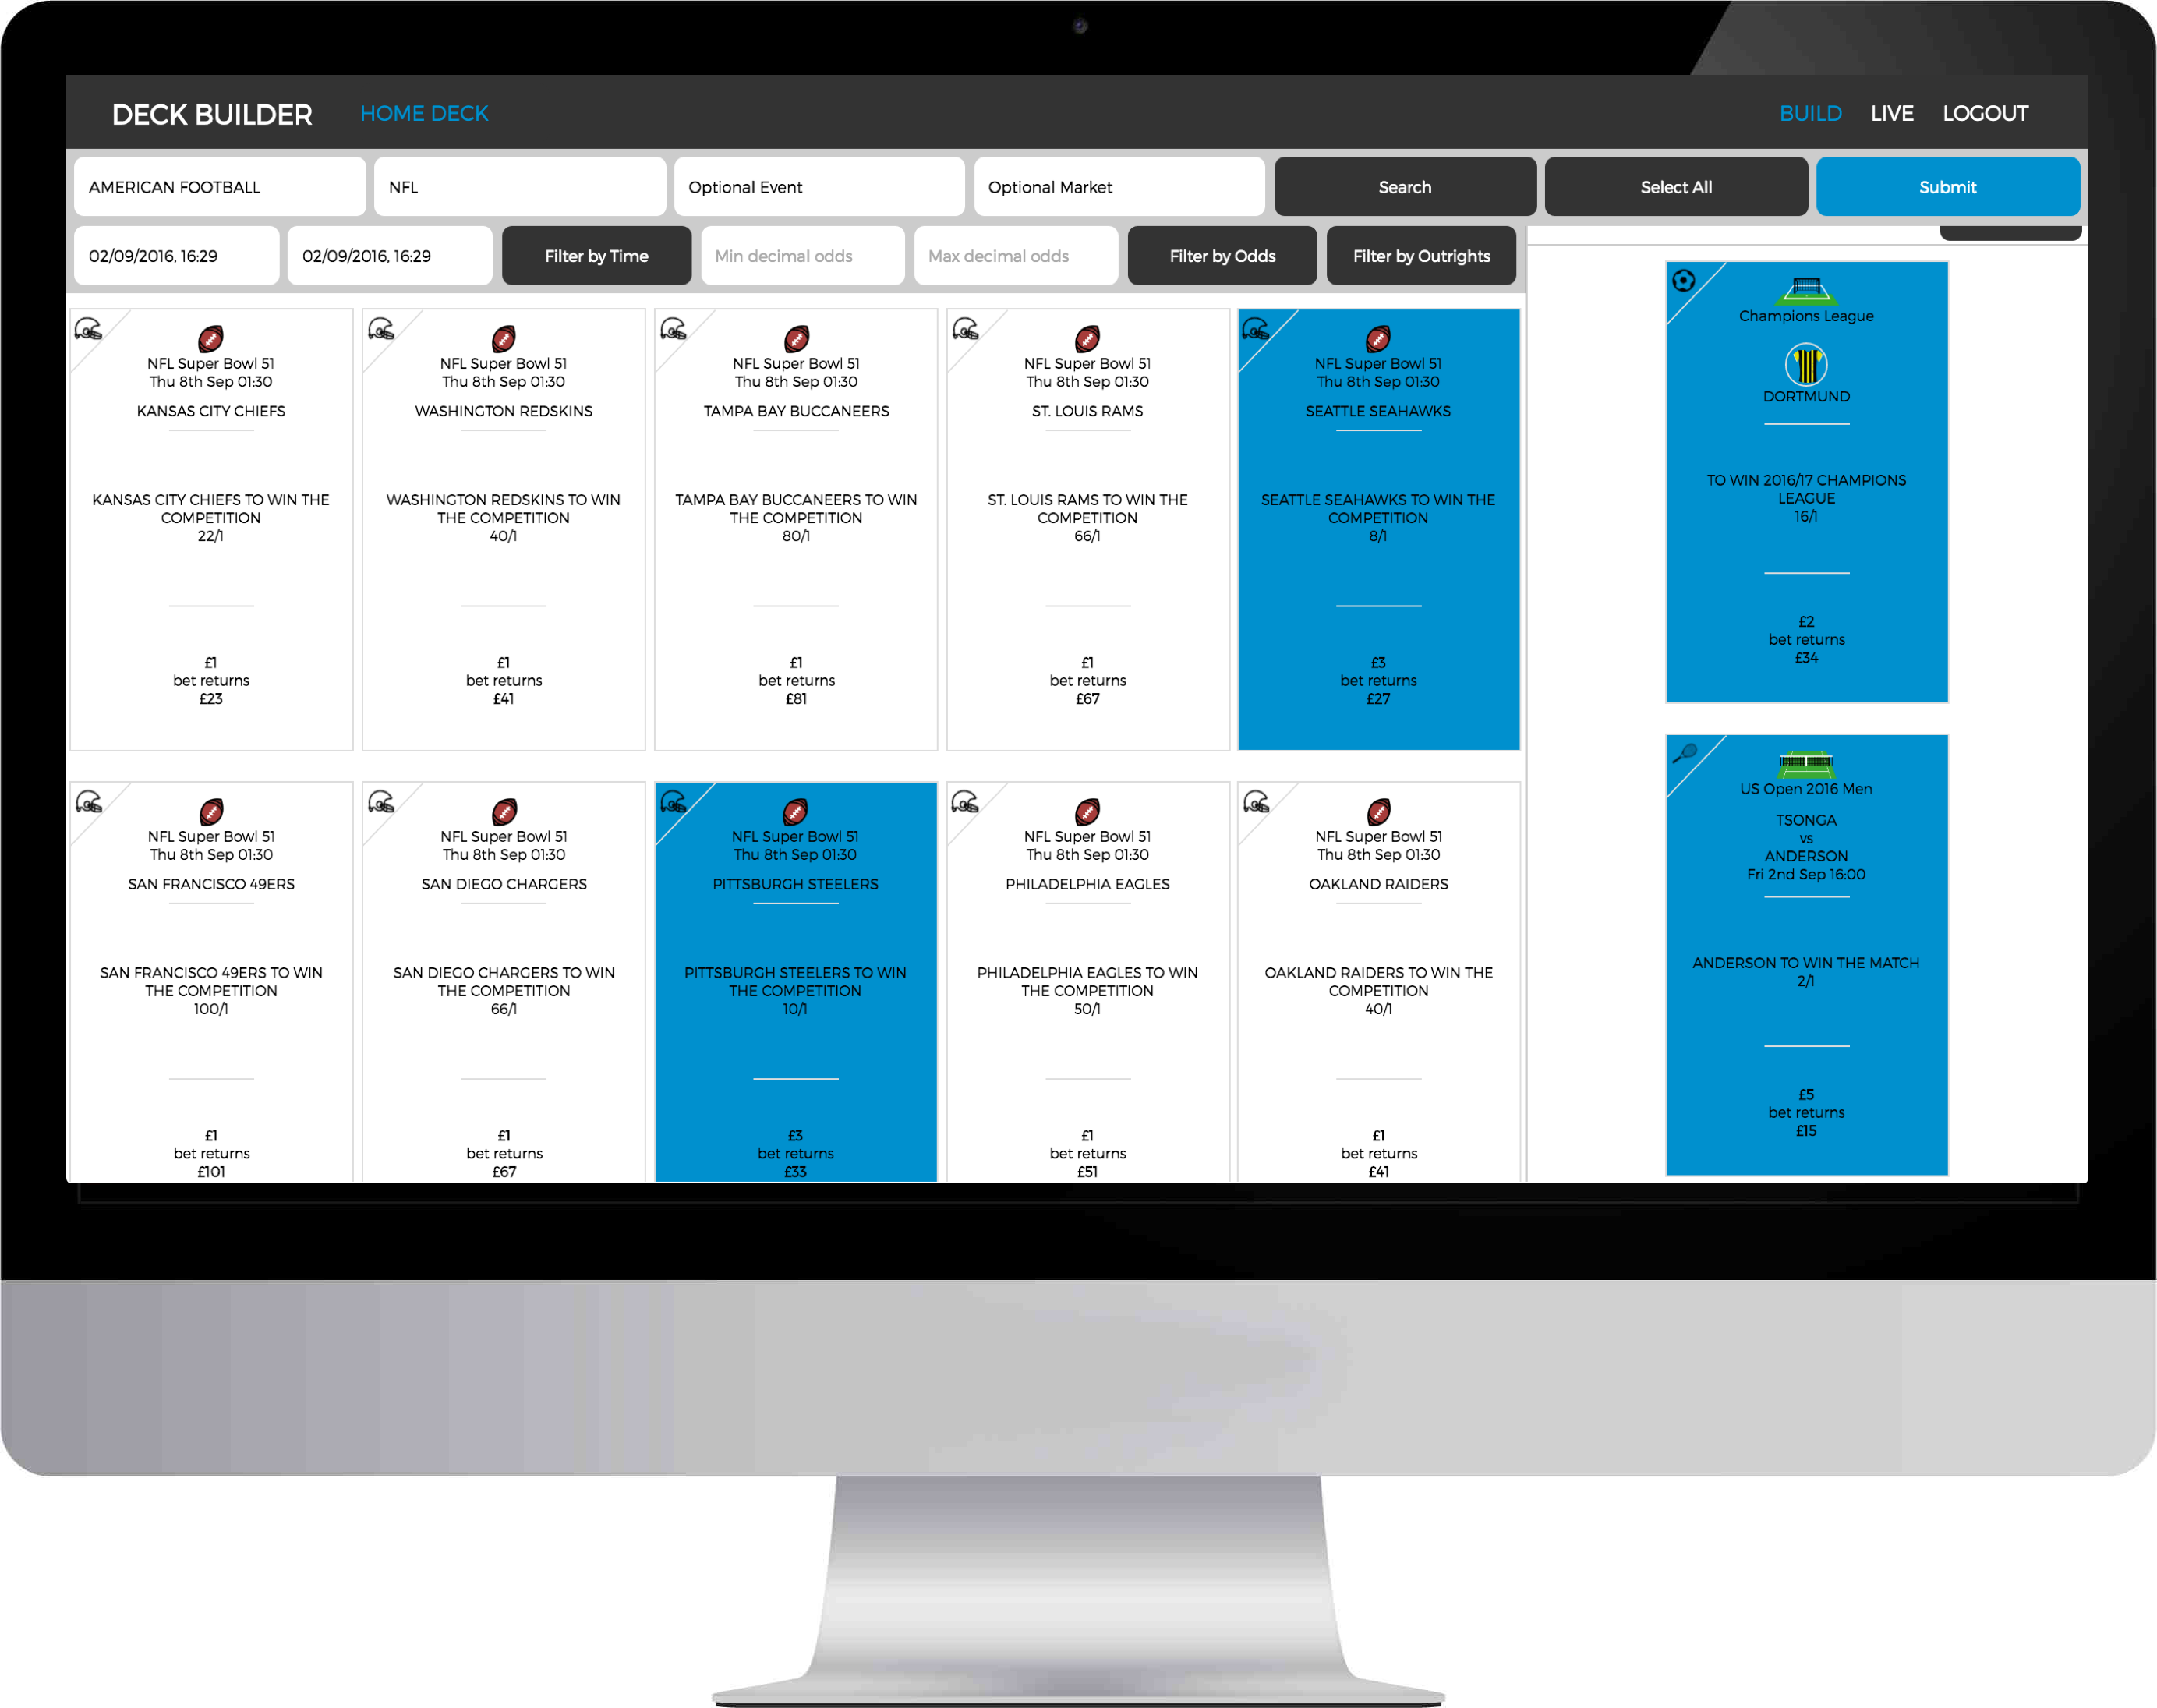 DECK BUILDER
HOME DECK
BUILD
LIVE
LOGOUT
AMERICAN FOOTBALL
NFL
Optional Event
Optional Market
Search
Select All
Submit
02/09/2016, 16:29
02/09/2016, 16:29
Filter by Time
Min decimal odds
Max decimal odds
Filter by Odds
Filter by Outrights
NFL Super Bowl 51
Thu 8th Sep 01:30
KANSAS CITY CHIEFS
KANSAS CITY CHIEFS TO WIN THE
COMPETITION
22/1
£1
bet returns
£23
NFL Super Bowl 51
Thu 8th Sep 01:30
WASHINGTON REDSKINS
WASHINGTON REDSKINS TO WIN
THE COMPETITION
40/1
£1
bet returns
£41
NFL Super Bowl 51
Thu 8th Sep 01:30
TAMPA BAY BUCCANEERS
TAMPA BAY BUCCANEERS TO WIN
THE COMPETITION
80/1
£1
bet returns
£81
NFL Super Bowl 51
Thu 8th Sep 01:30
ST. LOUIS RAMS
ST. LOUIS RAMS TO WIN THE
COMPETITION
66/1
£1
bet returns
£67
NFL Super Bowl 51
Thu 8th Sep 01:30
SEATTLE SEAHAWKS
SEATTLE SEAHAWKS TO WIN THE
COMPETITION
8/1
£3
bet returns
£27
NFL Super Bowl 51
Thu 8th Sep 01:30
SAN FRANCISCO 49ERS
SAN FRANCISCO 49ERS TO WIN
THE COMPETITION
100/1
£1
bet returns
£101
NFL Super Bowl 51
Thu 8th Sep 01:30
SAN DIEGO CHARGERS
SAN DIEGO CHARGERS TO WIN
THE COMPETITION
66/1
£1
bet returns
£67
NFL Super Bowl 51
Thu 8th Sep 01:30
PITTSBURGH STEELERS
PITTSBURGH STEELERS TO WIN
THE COMPETITION
10/1
£3
bet returns
£33
NFL Super Bowl 51
Thu 8th Sep 01:30
PHILADELPHIA EAGLES
PHILADELPHIA EAGLES TO WIN
THE COMPETITION
50/1
£1
bet returns
£51
NFL Super Bowl 51
Thu 8th Sep 01:30
OAKLAND RAIDERS
OAKLAND RAIDERS TO WIN THE
COMPETITION
40/1
£1
bet returns
£41
Champions League
DORTMUND
TO WIN 2016/17 CHAMPIONS
LEAGUE
16/1
£2
bet returns
£34
US Open 2016 Men
TSONGA
vs
ANDERSON
Fri 2nd Sep 16:00
ANDERSON TO WIN THE MATCH
2/1
£5
bet returns
£15